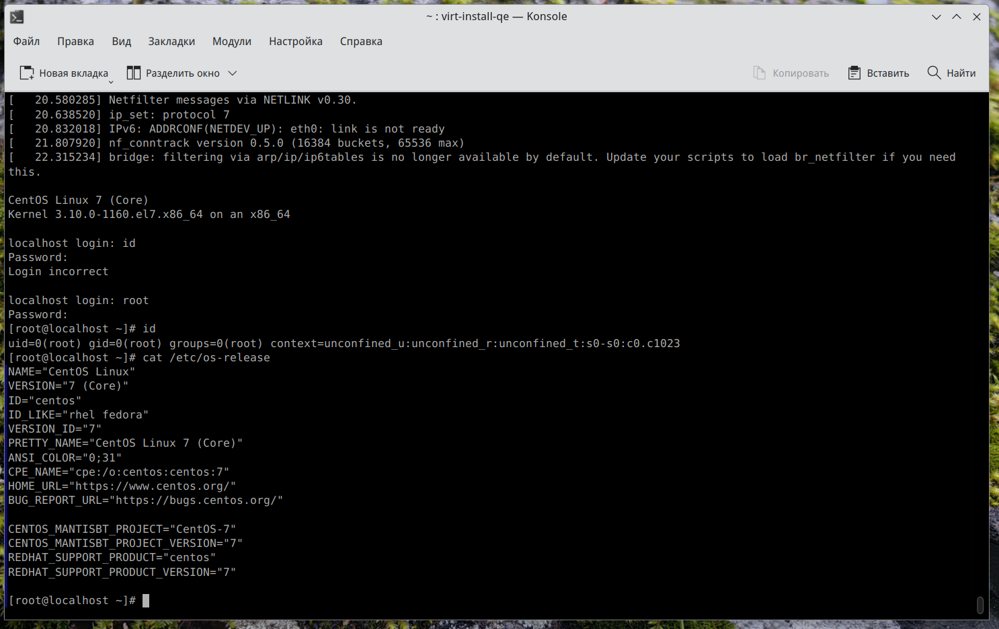 ~ : virt-install-qe — Konsole
Файл Правка Вид Закладки Модули Настройка Справка
Новая вкладка Разделить окно Копировать Вставить Найти
[   20.580285] Netfilter messages via NETLINK v0.30.
[   20.638520] ip_set: protocol 7
[   20.832018] IPv6: ADDRCONF(NETDEV_UP): eth0: link is not ready
[   21.807920] nf_conntrack version 0.5.0 (16384 buckets, 65536 max)
[   22.315234] bridge: filtering via arp/ip/ip6tables is no longer available by default. Update your scripts to load br_netfilter if you need
this.
CentOS Linux 7 (Core)
Kernel 3.10.0-1160.el7.x86_64 on an x86_64
localhost login: id
Password:
Login incorrect
localhost login: root
Password:
[root@localhost ~]# id
uid=0(root) gid=0(root) groups=0(root) context=unconfined_u:unconfined_r:unconfined_t:s0-s0:c0.c1023
[root@localhost ~]# cat /etc/os-release
NAME="CentOS Linux"
VERSION="7 (Core)"
ID="centos"
ID_LIKE="rhel fedora"
VERSION_ID="7"
PRETTY_NAME="CentOS Linux 7 (Core)"
ANSI_COLOR="0;31"
CPE_NAME="cpe:/o:centos:centos:7"
HOME_URL="https://www.centos.org/"
BUG_REPORT_URL="https://bugs.centos.org/"
CENTOS_MANTISBT_PROJECT="CentOS-7"
CENTOS_MANTISBT_PROJECT_VERSION="7"
REDHAT_SUPPORT_PRODUCT="centos"
REDHAT_SUPPORT_PRODUCT_VERSION="7"
[root@localhost ~]#